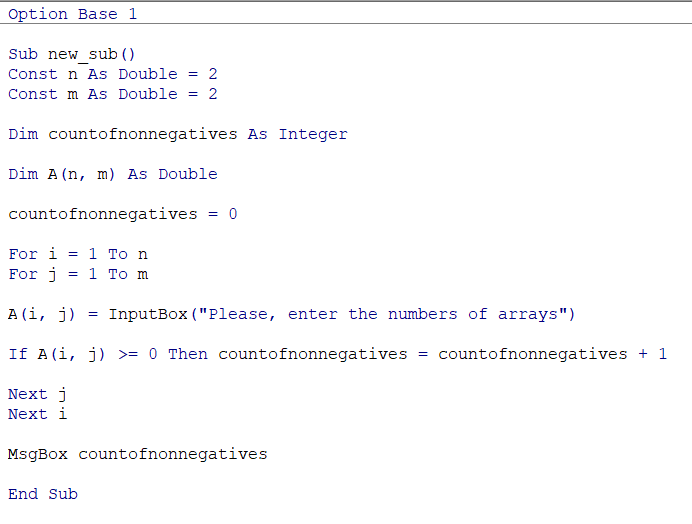 Option Base 1
Sub new_sub()
Const n As Double = 2
Const m As Double = 2
Dim countofnonnegatives As Integer
Dim A(n, m) As Double
countofnonnegatives = 0
For i = 1 To n
For j = 1 To m
A(i, j) = InputBox("Please, enter the numbers of arrays")
If A(i, j) >= 0 Then countofnonnegatives = countofnonnegatives + 1
Next j
Next i
MsgBox countofnonnegatives
End Sub